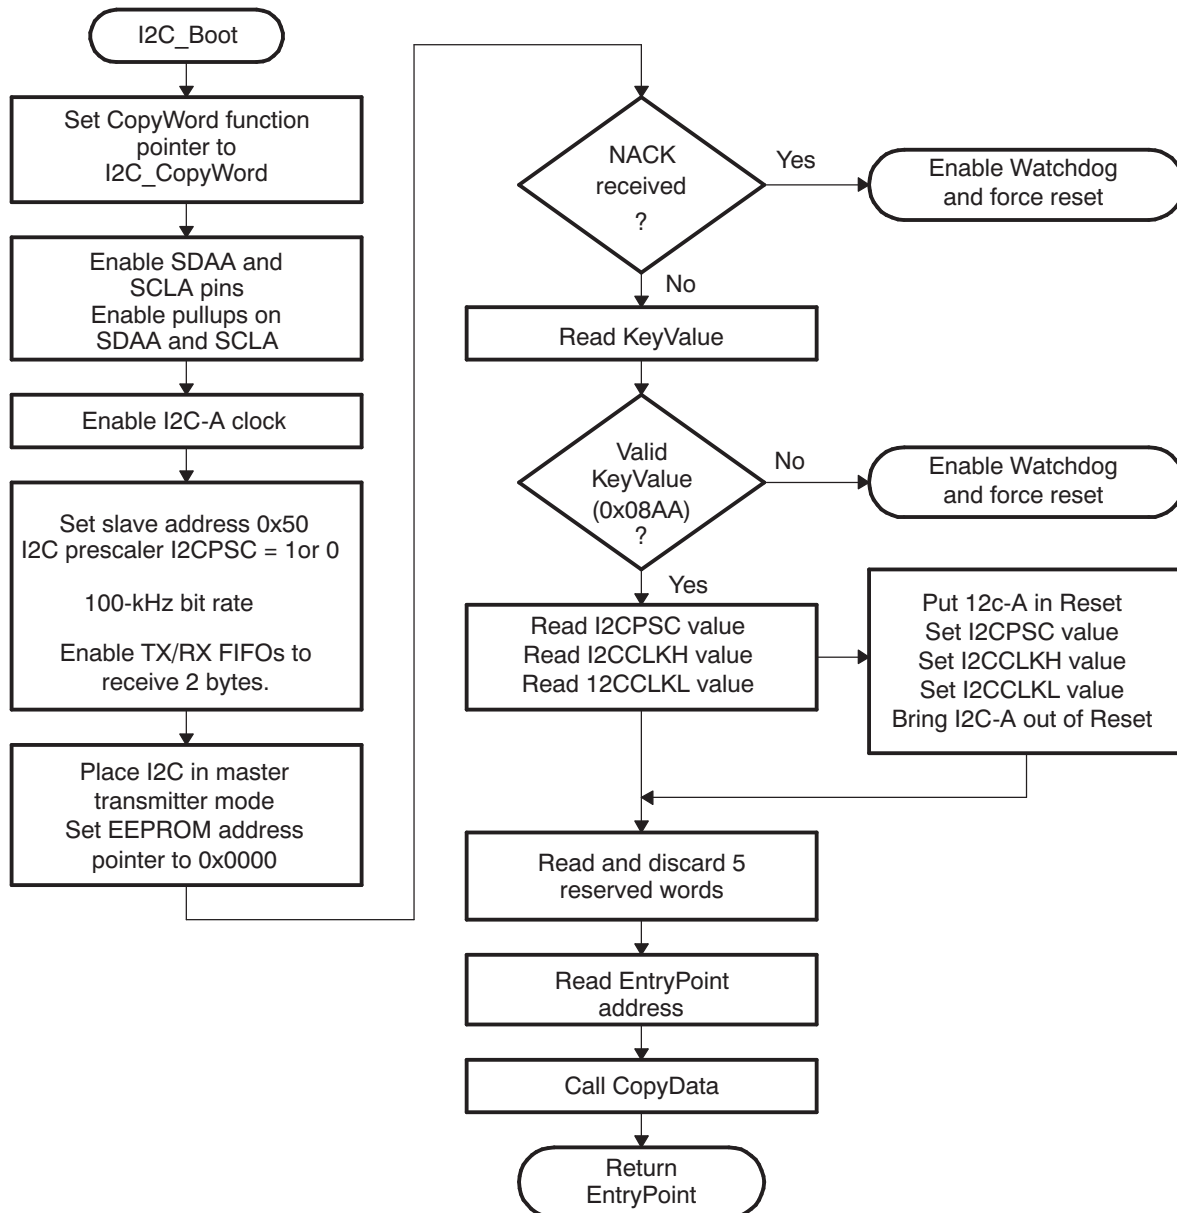 I2C_Boot
Set CopyWord function
pointer to
I2C_CopyWord
Enable SDAA and
SCLA pins
Enable pullups on
SDAA and SCLA
Enable I2C-A clock
Set slave address 0x50
I2C prescaler I2CPSC = 1or 0
100-kHz bit rate
Enable TX/RX FIFOs to
receive 2 bytes.
Place I2C in master
transmitter mode
Set EEPROM address
pointer to 0x0000
NACK
received
?
Yes
Enable Watchdog
and force reset
No
Read KeyValue
Valid
KeyValue
(0x08AA)
?
No
Enable Watchdog
and force reset
Yes
Read I2CPSC value
Read I2CCLKH value
Read 12CCLKL value
Put 12c-A in Reset
Set I2CPSC value
Set I2CCLKH value
Set I2CCLKL value
Bring I2C-A out of Reset
Read and discard 5
reserved words
Read EntryPoint
address
Call CopyData
Return
EntryPoint